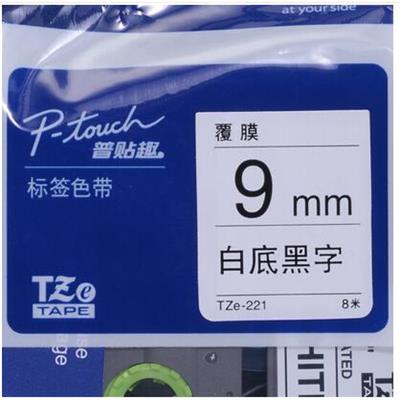 at your side
P-touch
普贴趣
标签色带
TZe
TAPE
覆膜
9 mm
白底黑字
TZe-221
8米